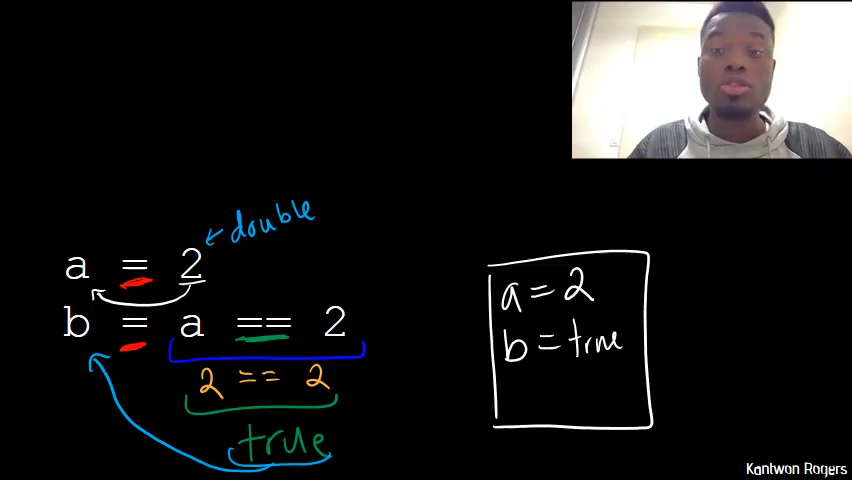 double
a = 2
b = a == 2
2 == 2
true
a = 2
b = true
Kantwon Rogers